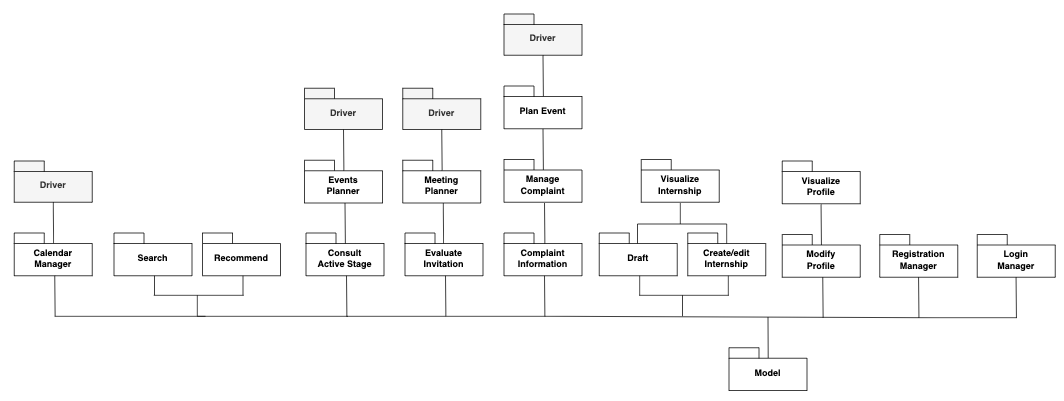 Driver
Plan Event
Driver
Driver
Driver
Events
Planner
Meeting
Planner
Manage
Complaint
Visualize
Internship
Visualize
Profile
Calendar
Manager
Search
Recommend
Consult
Active Stage
Evaluate
Invitation
Complaint
Information
Draft
Create/edit
Internship
Modify
Profile
Registration
Manager
Login
Manager
Model